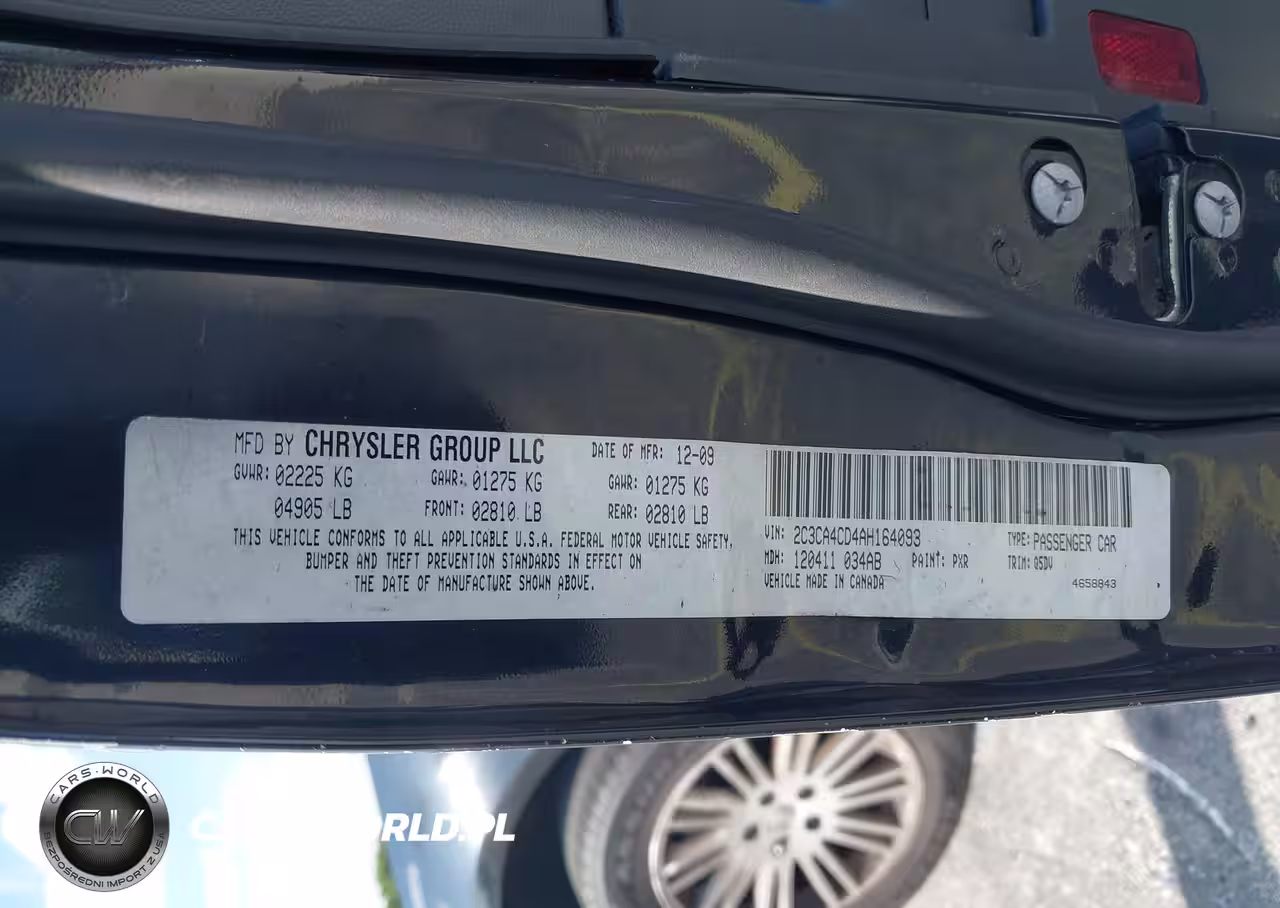 MFD BY CHRYSLER GROUP LLC DATE OF MFR: 12-09
GVWR: 02225 KG GAWR: 01275 KG GAWR: 01275 KG
04905 LB FRONT: 02810 LB REAR: 02810 LB
THIS VEHICLE CONFORMS TO ALL APPLICABLE U.S.A. FEDERAL MOTOR VEHICLE SAFETY,
BUMPER AND THEFT PREVENTION STANDARDS IN EFFECT ON
THE DATE OF MANUFACTURE SHOWN ABOVE.
VIN: 2C3CA4CD4AH164093 TYPE: PASSENGER CAR
MDH: 120411 034AB PAINT: PXR TRIM: Q5DV
VEHICLE MADE IN CANADA 4658843
CARS-WORLD
CW
BEZPOŚREDNI IMPORT Z USA